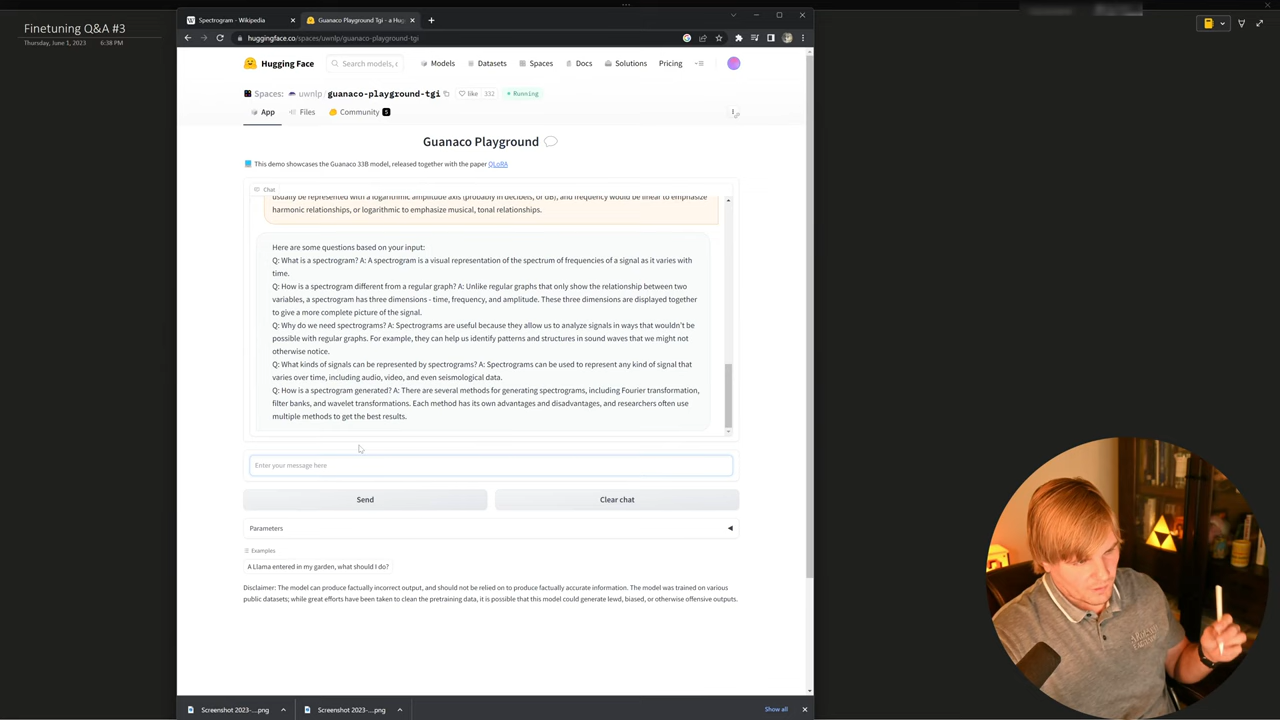 Finetuning Q&A #3
Thursday, June 1, 2023 6:38 PM
Spectrogram - Wikipedia
Guanaco Playground Tgi - a Hug
huggingface.co/spaces/uwnlp/guanaco-playground-tgi
Hugging Face
Search models, c
Models
Datasets
Spaces
Docs
Solutions
Pricing
Spaces: uwnlp/guanaco-playground-tgi
like 332
Running
App
Files
Community 5
Guanaco Playground
This demo showcases the Guanaco 33B model, released together with the paper QLoRA
Chat
usually be represented with a logarithmic amplitude axis (probably in decibels, or dB), and frequency would be linear to emphasize
harmonic relationships, or logarithmic to emphasize musical, tonal relationships.
Here are some questions based on your input:
Q: What is a spectrogram? A: A spectrogram is a visual representation of the spectrum of frequencies of a signal as it varies with
time.
Q: How is a spectrogram different from a regular graph? A: Unlike regular graphs that only show the relationship between two
variables, a spectrogram has three dimensions - time, frequency, and amplitude. These three dimensions are displayed together
to give a more complete picture of the signal.
Q: Why do we need spectrograms? A: Spectrograms are useful because they allow us to analyze signals in ways that wouldn't be
possible with regular graphs. For example, they can help us identify patterns and structures in sound waves that we might not
otherwise notice.
Q: What kinds of signals can be represented by spectrograms? A: Spectrograms can be used to represent any kind of signal that
varies over time, including audio, video, and even seismological data.
Q: How is a spectrogram generated? A: There are several methods for generating spectrograms, including Fourier transformation,
filter banks, and wavelet transformations. Each method has its own advantages and disadvantages, and researchers often use
multiple methods to get the best results.
Enter your message here
Send
Clear chat
Parameters
Examples
A Llama entered in my garden, what should I do?
Disclaimer: The model can produce factually incorrect output, and should not be relied on to produce factually accurate information. The model was trained on various
public datasets; while great efforts have been taken to clean the pretraining data, it is possible that this model could generate lewd, biased, or otherwise offensive outputs.
Screenshot 2023-....png
Screenshot 2023-....png
Show all